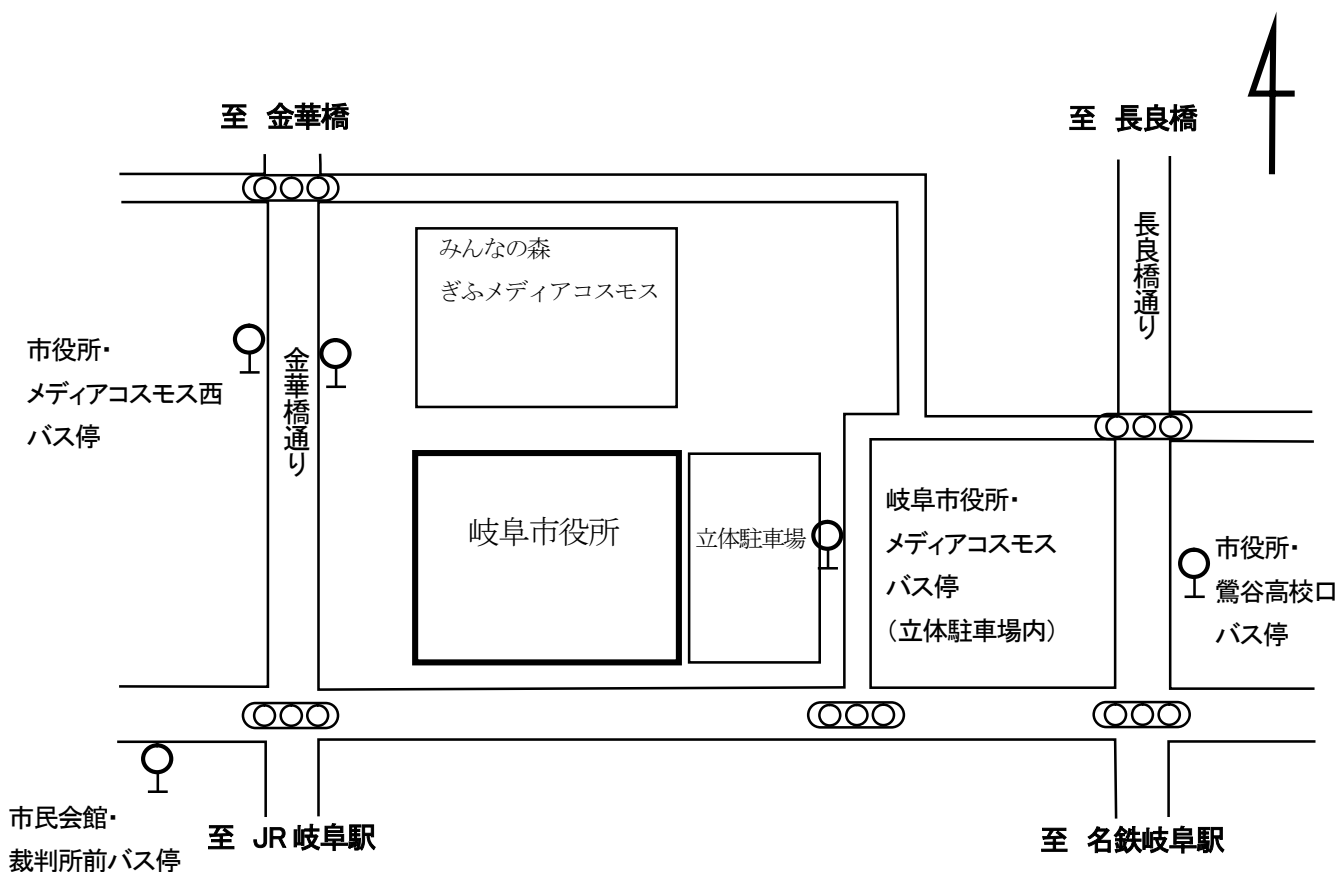 至 金華橋
至 長良橋
みんなの森
ぎふメディアコスモス
長良橋通り
市役所・
メディアコスモス西
バス停
金華橋通り
岐阜市役所
立体駐車場
岐阜市役所・
メディアコスモス
バス停
(立体駐車場内)
市役所・
鶯谷高校口
バス停
市民会館・
裁判所前バス停
至 JR岐阜駅
至 名鉄岐阜駅